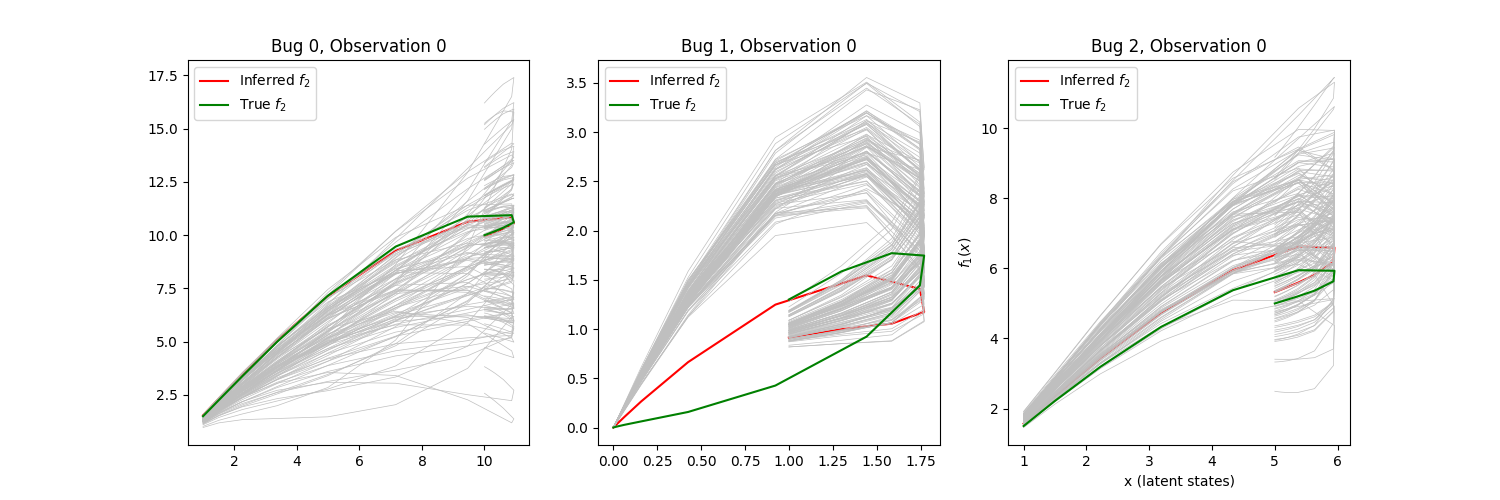 Bug 0, Observation 0
Inferred f₂
True f₂
17.5
15.0
12.5
10.0
7.5
5.0
2.5
2 4 6 8 10
Bug 1, Observation 0
Inferred f₂
True f₂
3.5
3.0
2.5
2.0
1.5
1.0
0.5
0.0
0.00 0.25 0.50 0.75 1.00 1.25 1.50 1.75
Bug 2, Observation 0
Inferred f₂
True f₂
f₁(x)
10
8
6
4
2
1 2 3 4 5 6
x (latent states)